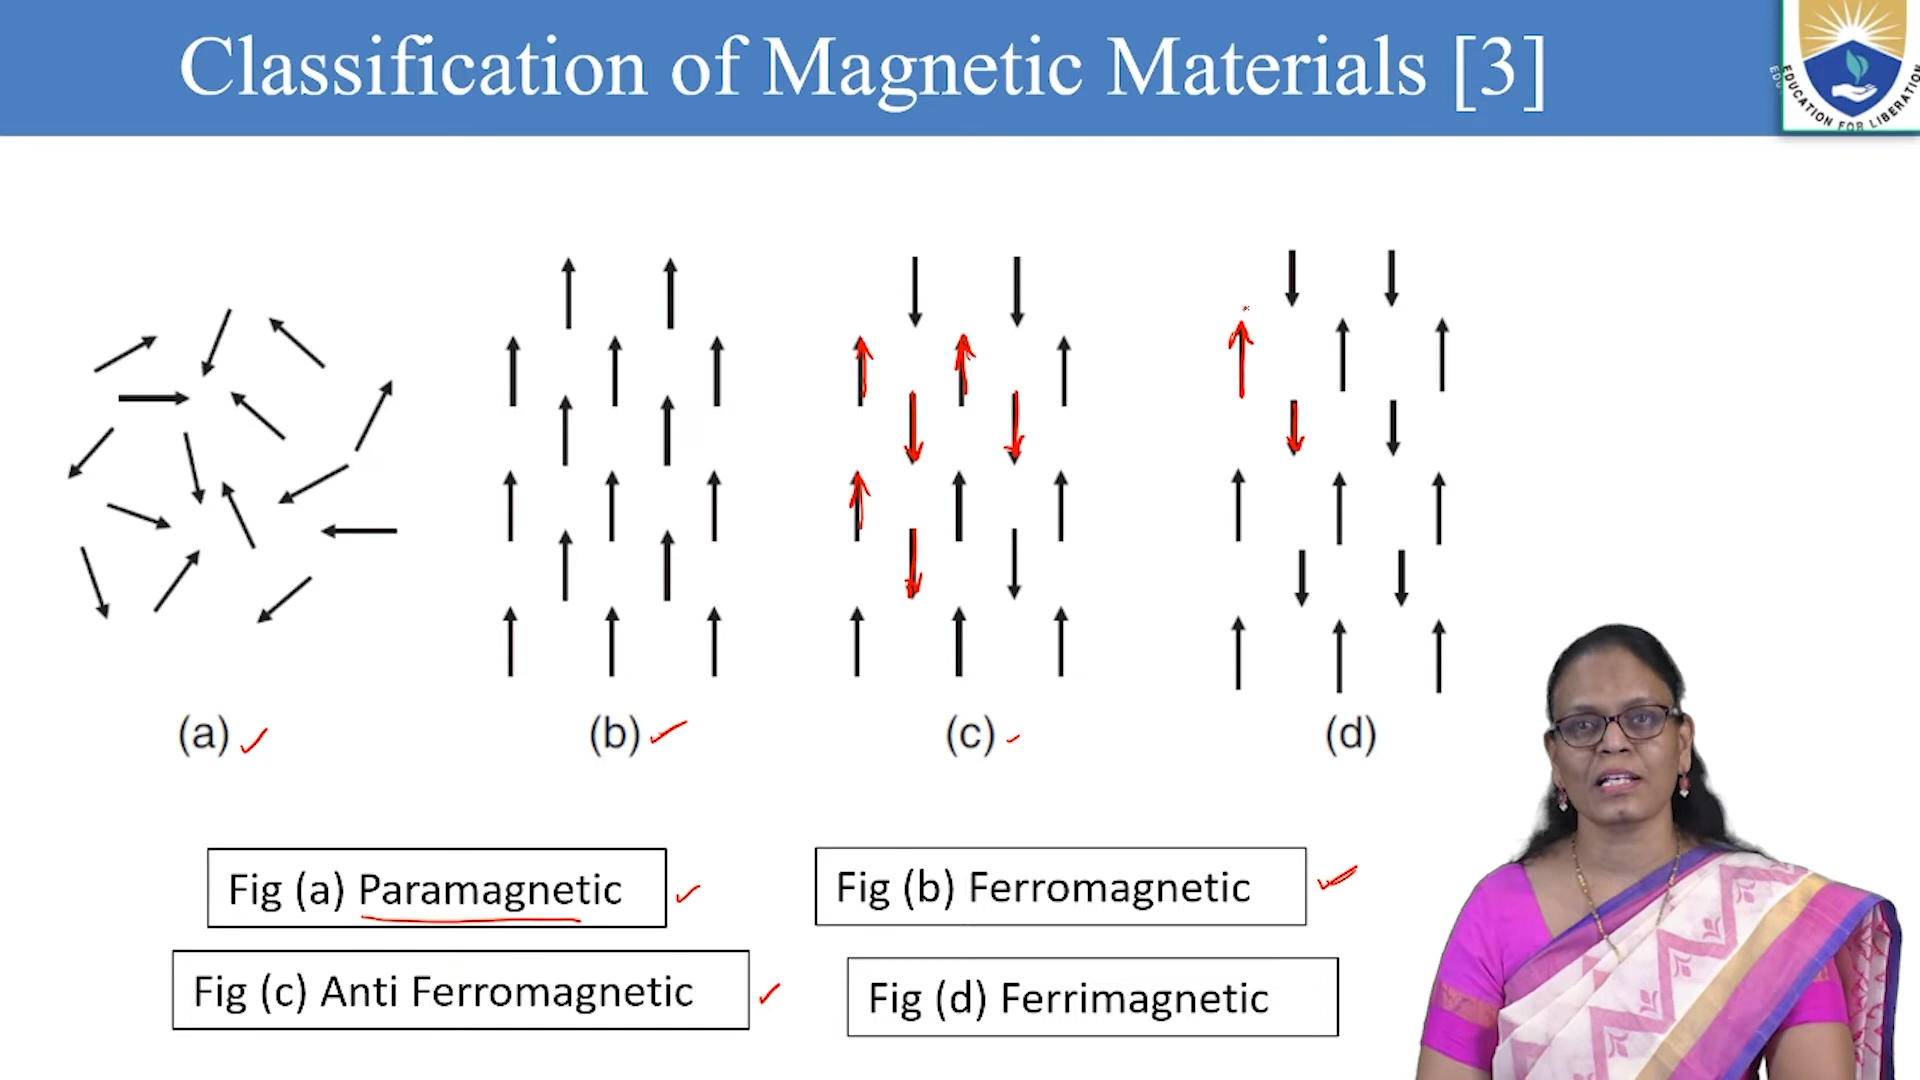 Classification of Magnetic Materials [3]
EDUCATION FOR LIBERATION
(a)
(b)
(c)
(d)
Fig (a) Paramagnetic
Fig (b) Ferromagnetic
Fig (c) Anti Ferromagnetic
Fig (d) Ferrimagnetic